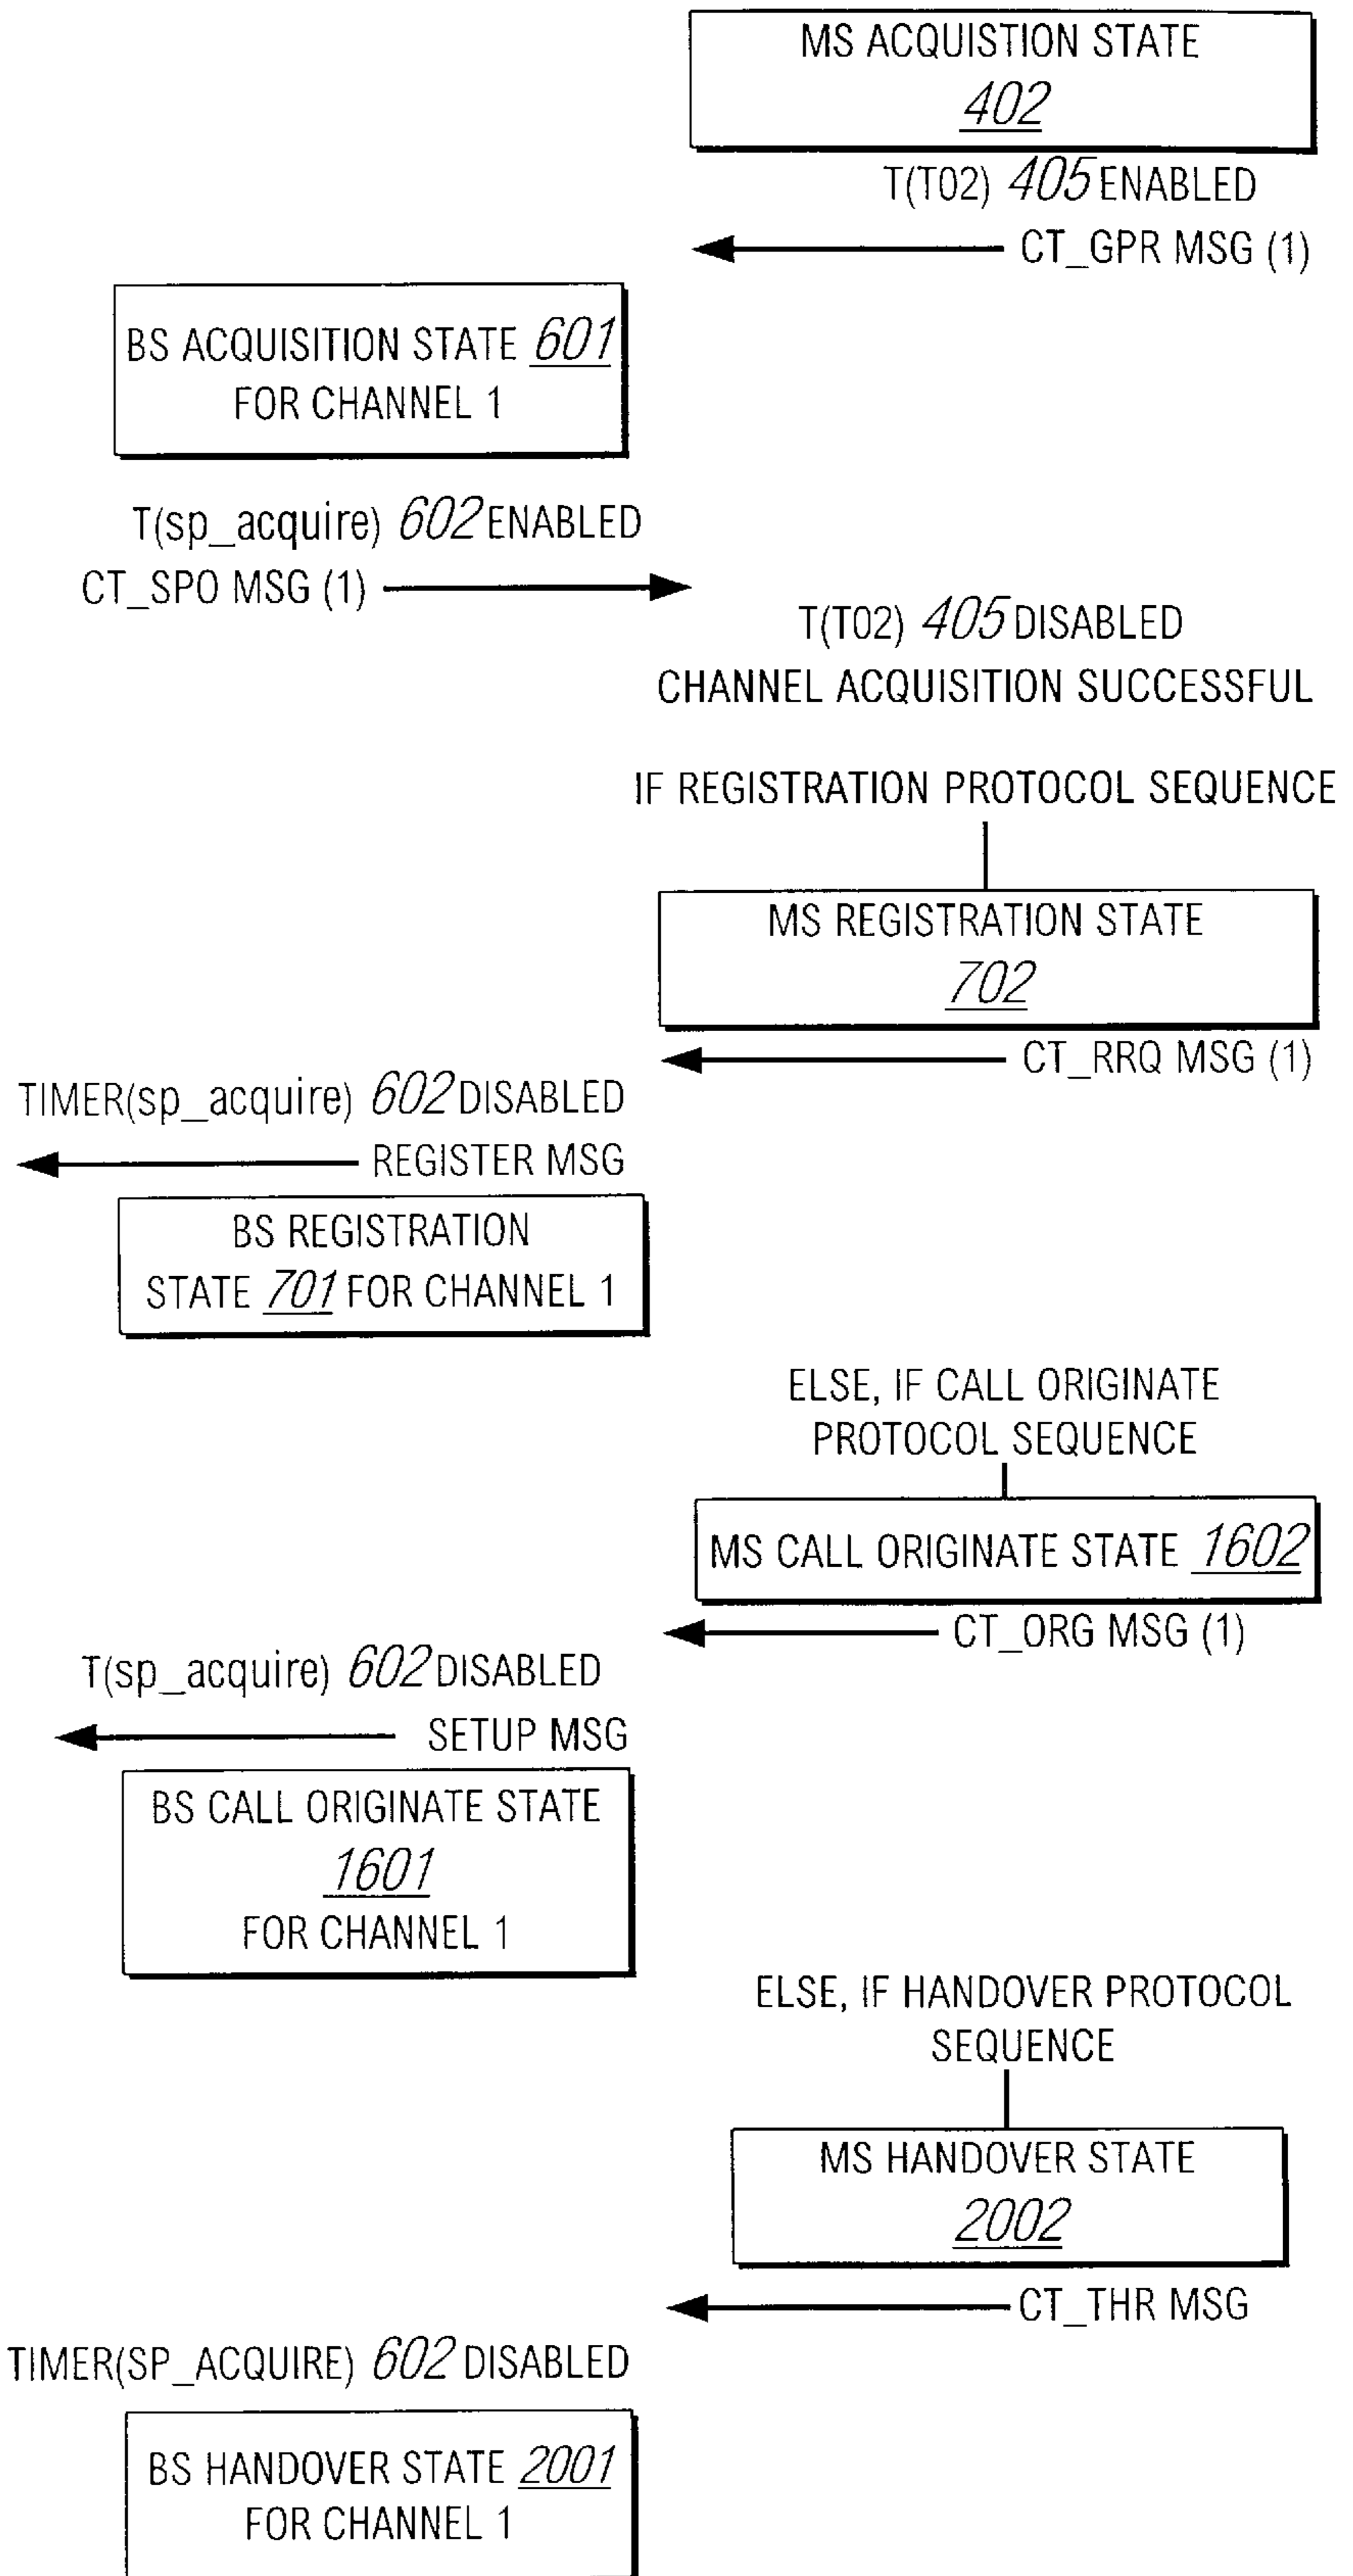 MS ACQUISTION STATE
402
T(T02) 405 ENABLED
CT_GPR MSG (1)
BS ACQUISITION STATE 601
FOR CHANNEL 1
T(sp_acquire) 602 ENABLED
CT_SPO MSG (1)
T(T02) 405 DISABLED
CHANNEL ACQUISITION SUCCESSFUL
IF REGISTRATION PROTOCOL SEQUENCE
MS REGISTRATION STATE
702
CT_RRQ MSG (1)
TIMER(sp_acquire) 602 DISABLED
REGISTER MSG
BS REGISTRATION
STATE 701 FOR CHANNEL 1
ELSE, IF CALL ORIGINATE
PROTOCOL SEQUENCE
MS CALL ORIGINATE STATE 1602
CT_ORG MSG (1)
T(sp_acquire) 602 DISABLED
SETUP MSG
BS CALL ORIGINATE STATE
1601
FOR CHANNEL 1
ELSE, IF HANDOVER PROTOCOL
SEQUENCE
MS HANDOVER STATE
2002
CT_THR MSG
TIMER(SP_ACQUIRE) 602 DISABLED
BS HANDOVER STATE 2001
FOR CHANNEL 1